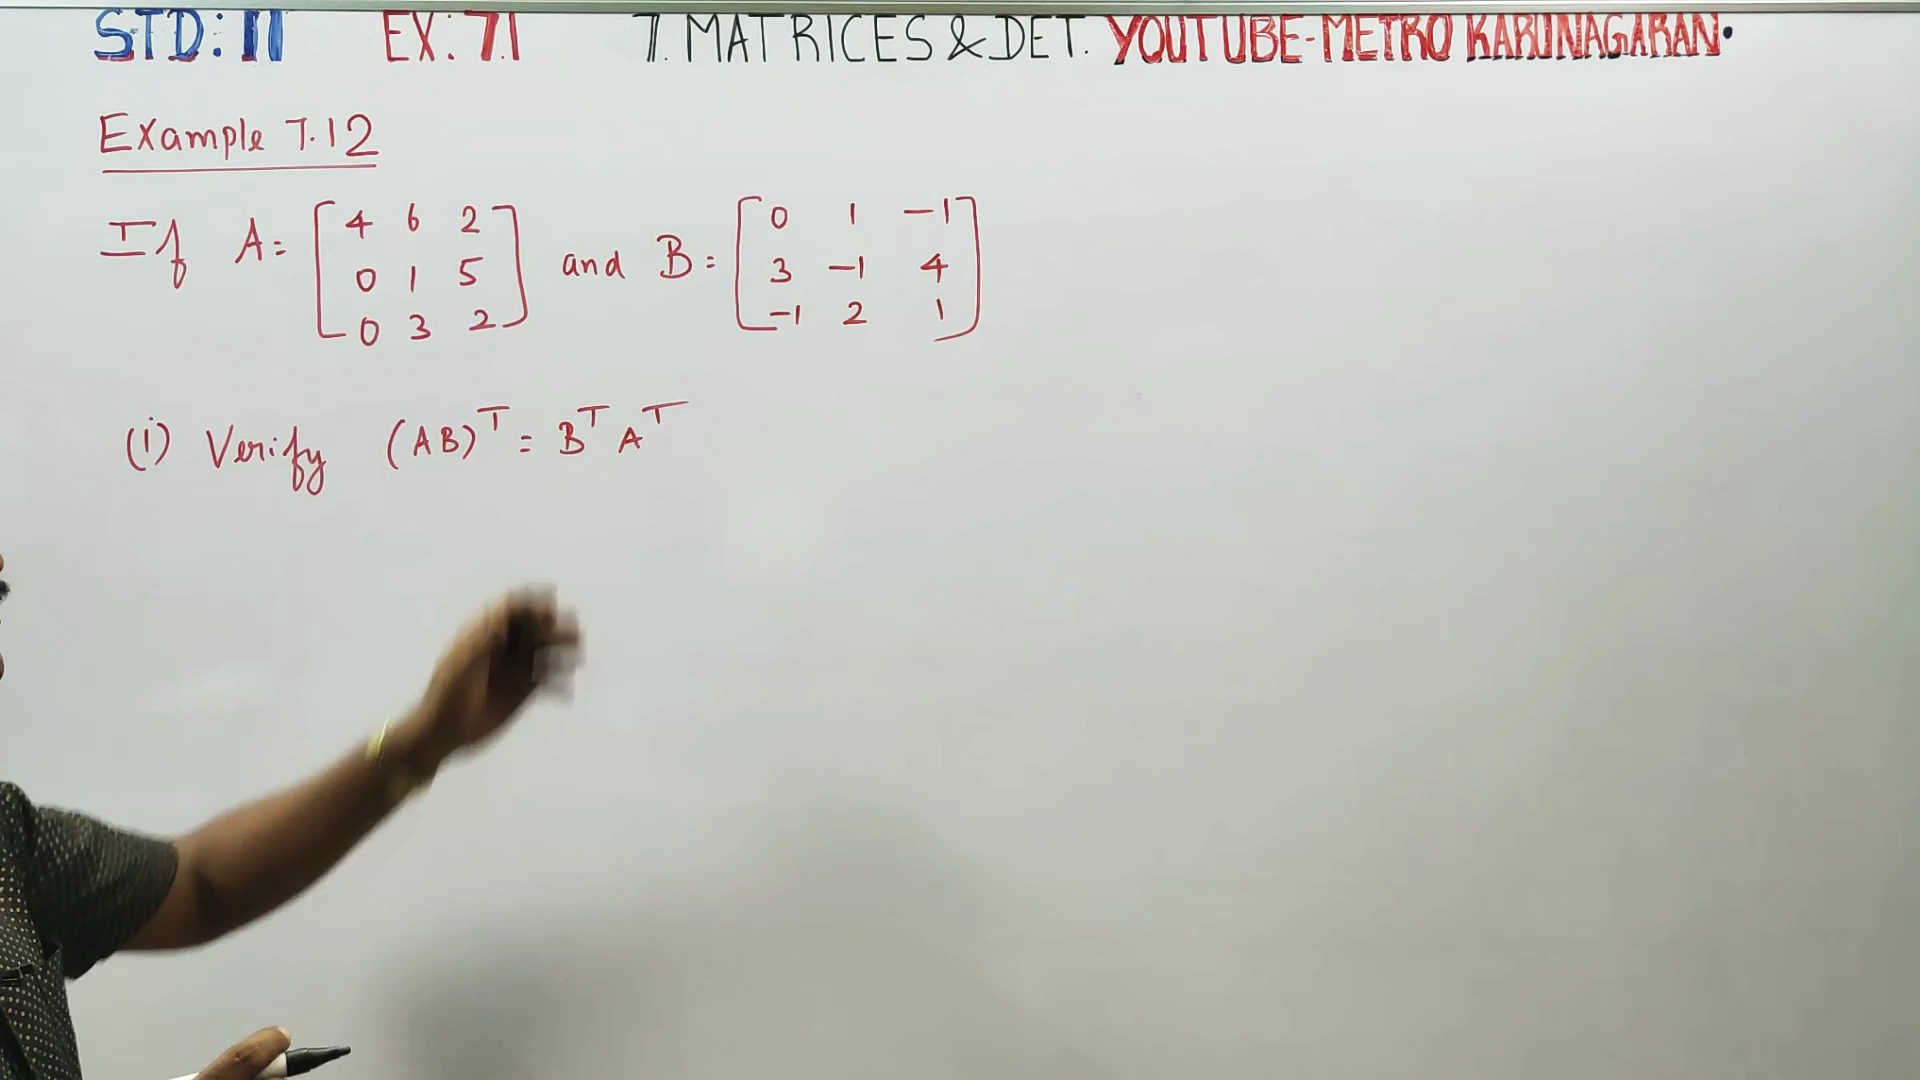 STD: 11 EX: 7.1 7. MATRICES & DET. YOUTUBE-METRO KARUNAGARAN.
Example 7.12
If A = [4 6 2; 0 1 5; 0 3 2] and B = [0 1 -1; 3 -1 4; -1 2 1]
(i) Verify (AB)^T = B^T A^T